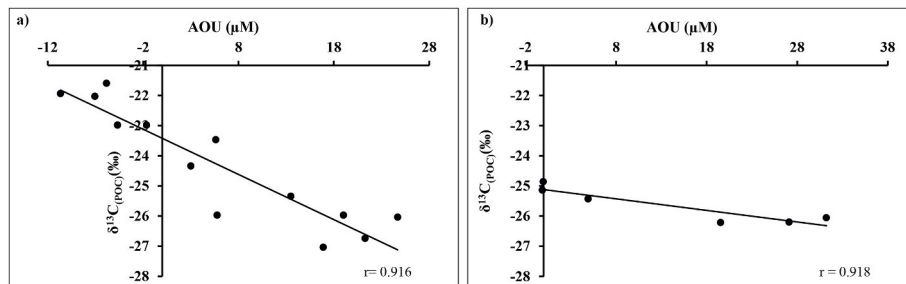 a)
AOU (µM)
-12 -2 8 18 28
-21
-22
-23
-24
-25
-26
-27
-28
δ¹³C(POC)(‰)
r= 0.916
b)
AOU (µM)
-2 8 18 28 38
-21
-22
-23
-24
-25
-26
-27
-28
δ¹³C(POC)(‰)
r = 0.918